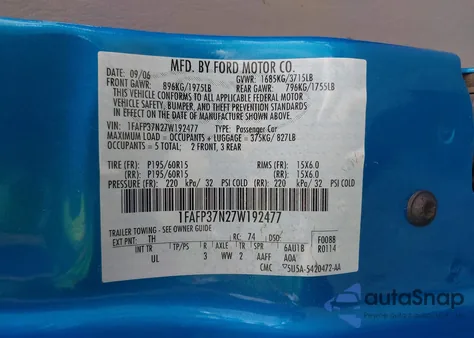 MFD. BY FORD MOTOR CO.
DATE: 09/06 GVWR: 1685KG/3715LB
FRONT GAWR: 896KG/1975LB REAR GAWR: 796KG/1755LB
THIS VEHICLE CONFORMS TO ALL APPLICABLE FEDERAL MOTOR
VEHICLE SAFETY, BUMPER, AND THEFT PREVENTION STANDARDS
IN EFFECT ON THE DATE OF MANUFACTURE SHOWN ABOVE.
VIN: 1FAFP37N27W192477 TYPE: Passenger Car
MAXIMUM LOAD = OCCUPANTS + LUGGAGE = 375KG/ 827LB
OCCUPANTS = 5 TOTAL: 2 FRONT, 3 REAR
TIRE (FR): P195/60R15 RIMS (FR): 15X6.0
(RR): P195/60R15 (RR): 15X6.0
PRESSURE (FR): 220 kPa/ 32 PSI COLD (RR): 220 kPa/ 32 PSI COLD
1FAFP37N27W192477
TRAILER TOWING - SEE OWNER GUIDE
EXT PNT: TH RC: 74 DSO: F0088
INT TR TP/PS R AX TR SPR 6AU1B R0114
UL 3 WW 2 AAFF A0A
CMC 5U5A-5420472-AA
autoSnap